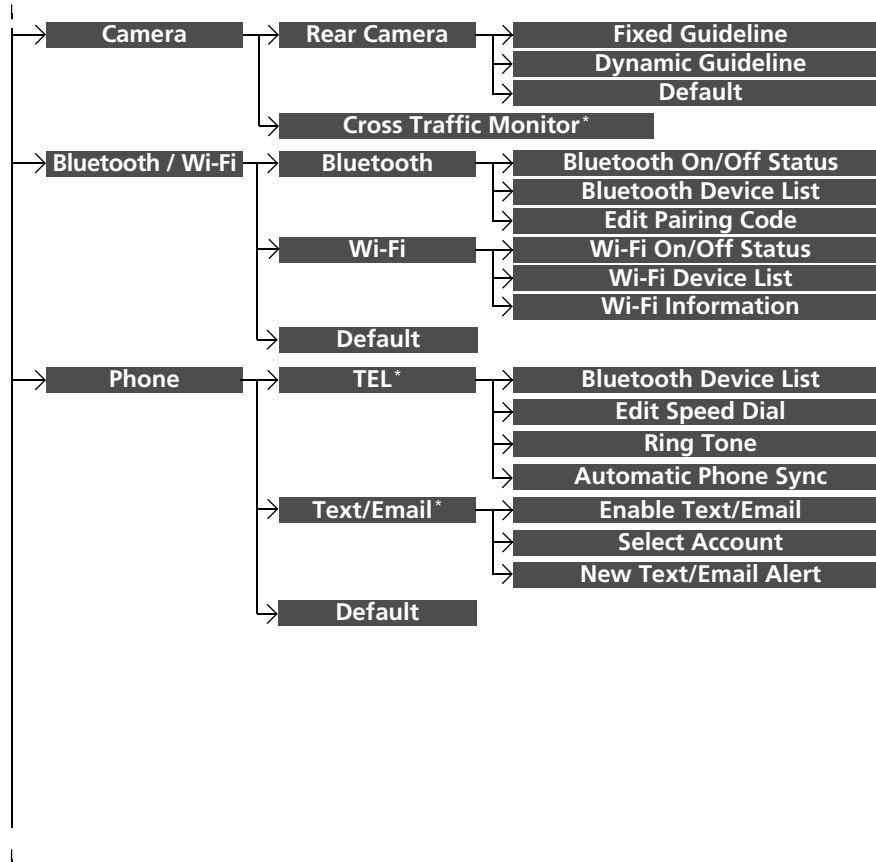 Camera
Rear Camera
Fixed Guideline
Dynamic Guideline
Default
Cross Traffic Monitor*
Bluetooth / Wi-Fi
Bluetooth
Bluetooth On/Off Status
Bluetooth Device List
Edit Pairing Code
Wi-Fi
Wi-Fi On/Off Status
Wi-Fi Device List
Wi-Fi Information
Default
Phone
TEL*
Bluetooth Device List
Edit Speed Dial
Ring Tone
Automatic Phone Sync
Text/Email*
Enable Text/Email
Select Account
New Text/Email Alert
Default